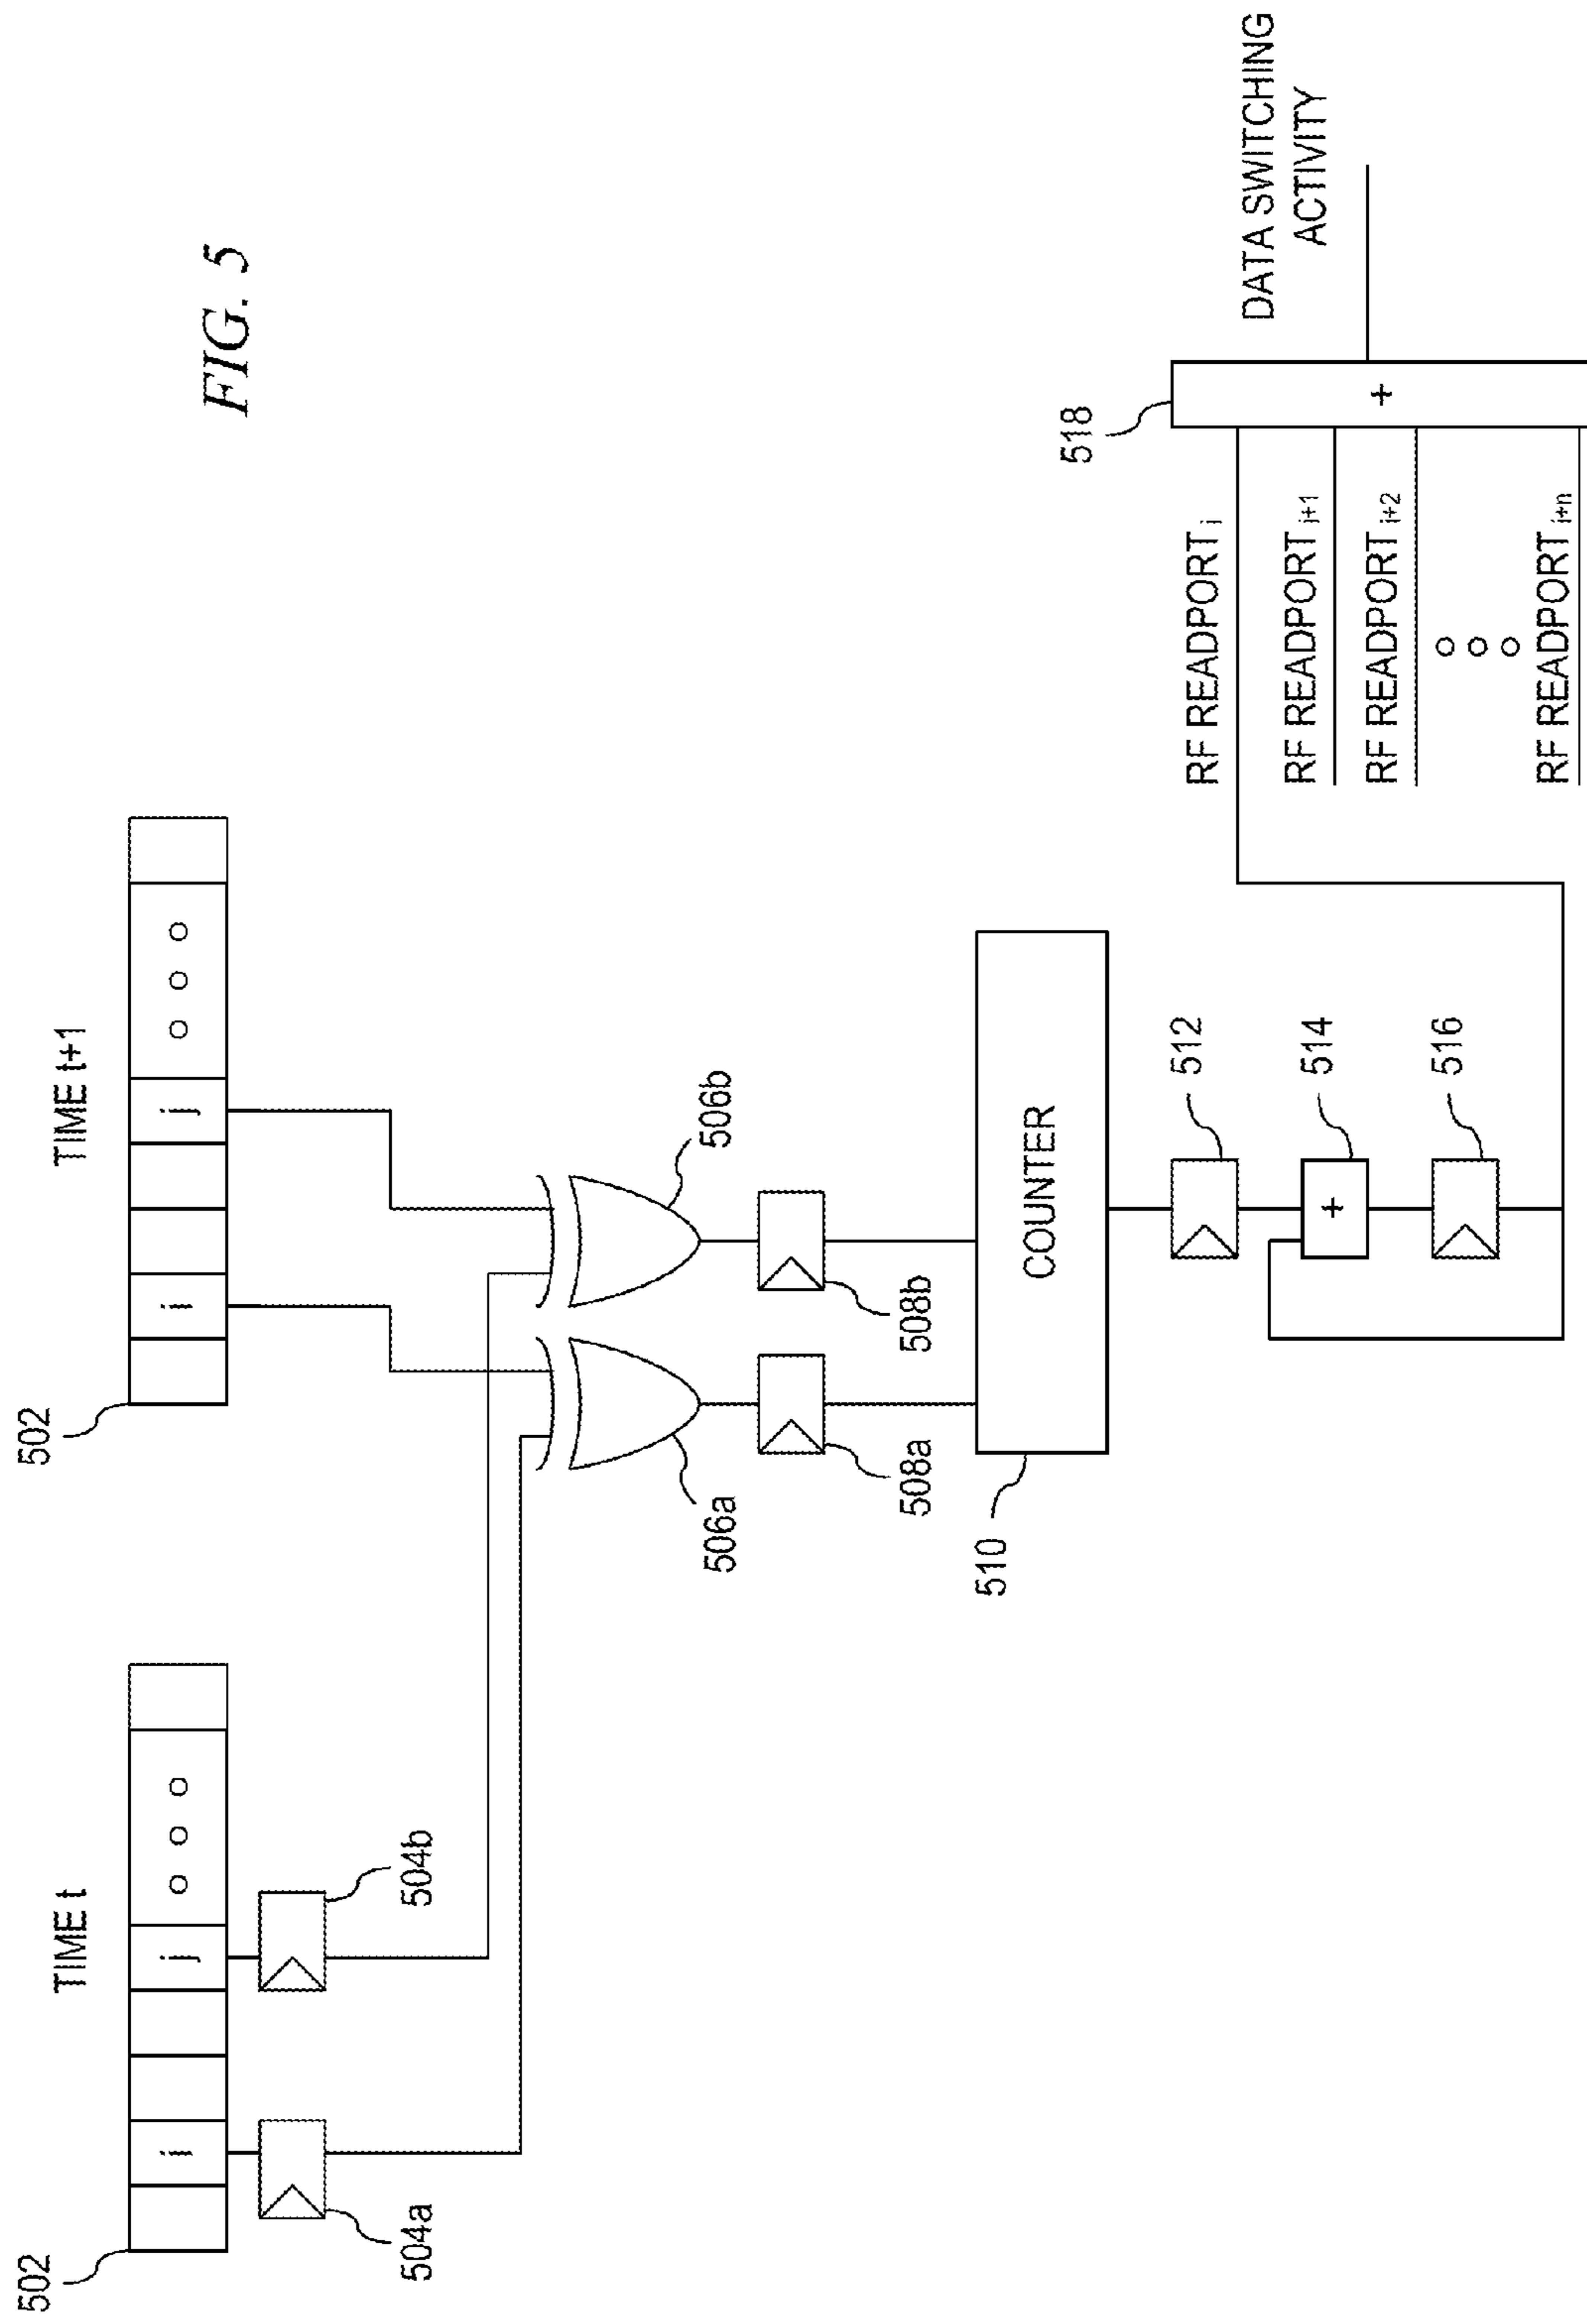 FIG. 5
TIME t
TIME t+1
502
502
i
j
i
j
504a
504b
506a
506b
508a
508b
510
COUNTER
512
+
514
516
518
+
RF READPORT i
RF READPORT i+1
RF READPORT i+2
RF READPORT i+n
DATA SWITCHING
ACTIVITY